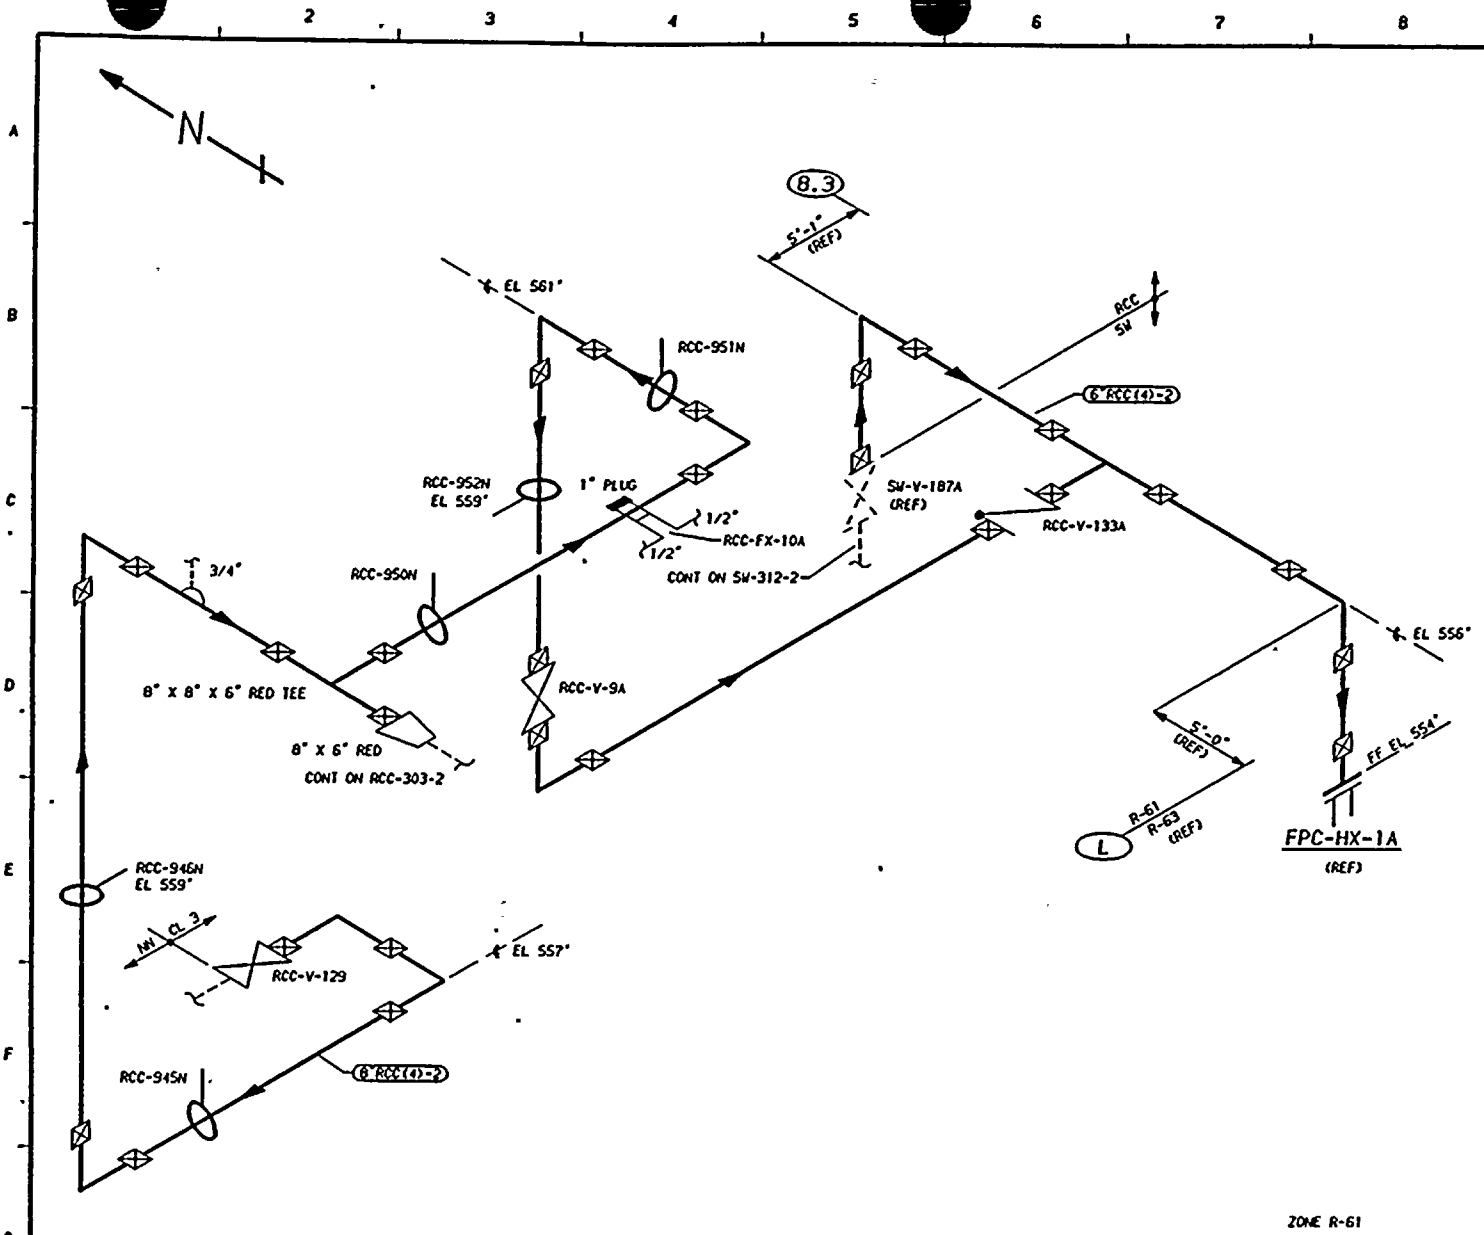 2 3 4 5 6 7 8
A
N
8.3
5'-1"
(REF)
B
EL 561'
RCC
SW
RCC-951N
6"RCC(4)-2
C
RCC-952N
EL 559'
1" PLUG
1/2"
1/2"
RCC-FX-10A
SW-V-187A
(REF)
RCC-V-133A
CONT ON SW-312-2
3/4"
RCC-950N
EL 556'
D
8" X 8" X 6" RED TEE
RCC-V-9A
8" X 6" RED
CONT ON RCC-303-2
5'-0"
(REF)
FF EL 554'
R-61
R-63
(REF)
L
FPC-HX-1A
(REF)
E
RCC-946N
EL 559'
NN CL 3
RCC-V-129
EL 557'
F
RCC-945N
8"RCC(4)-2
ZONE R-61